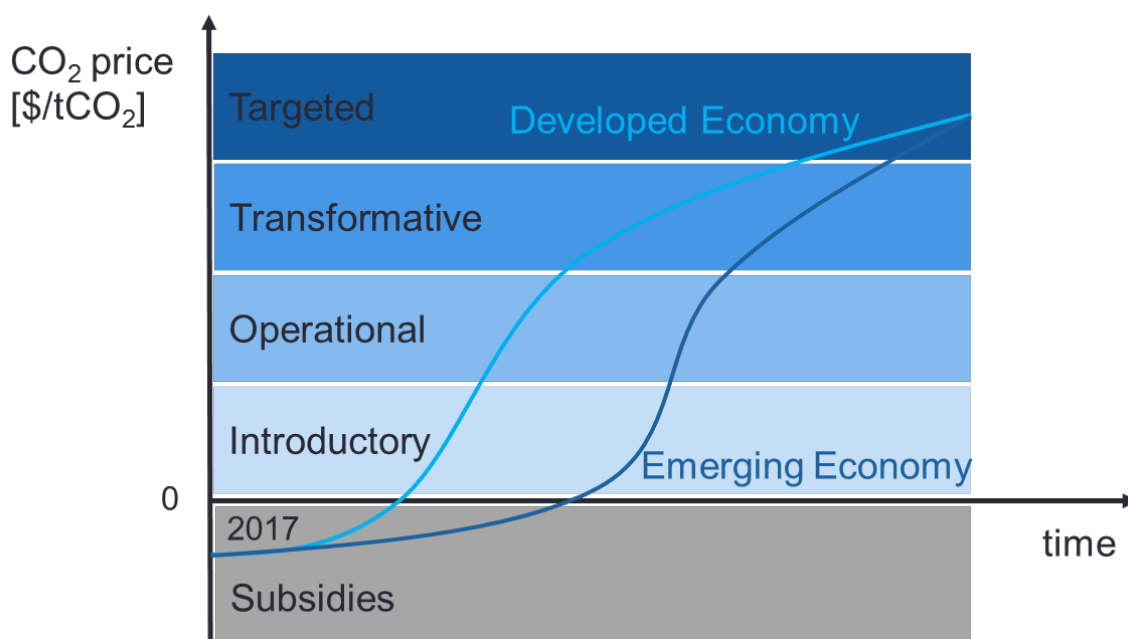 CO₂ price
[$/tCO₂]
Targeted
Developed Economy
Transformative
Operational
Introductory
Emerging Economy
0
2017
time
Subsidies